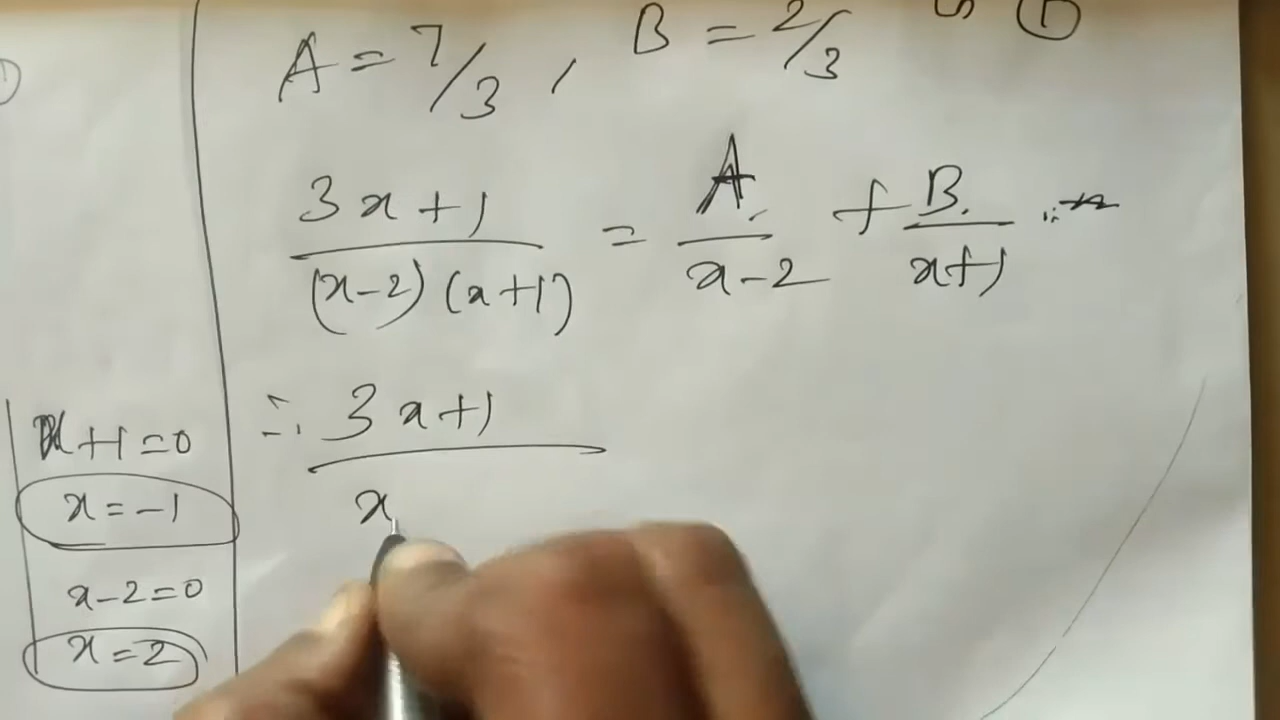 A = 7/3, B = 2/3
3x+1 / (x-2)(x+1) = A / x-2 + B / x+1
∴ 3x+1 / x
x+1=0
x=-1
x-2=0
x=2